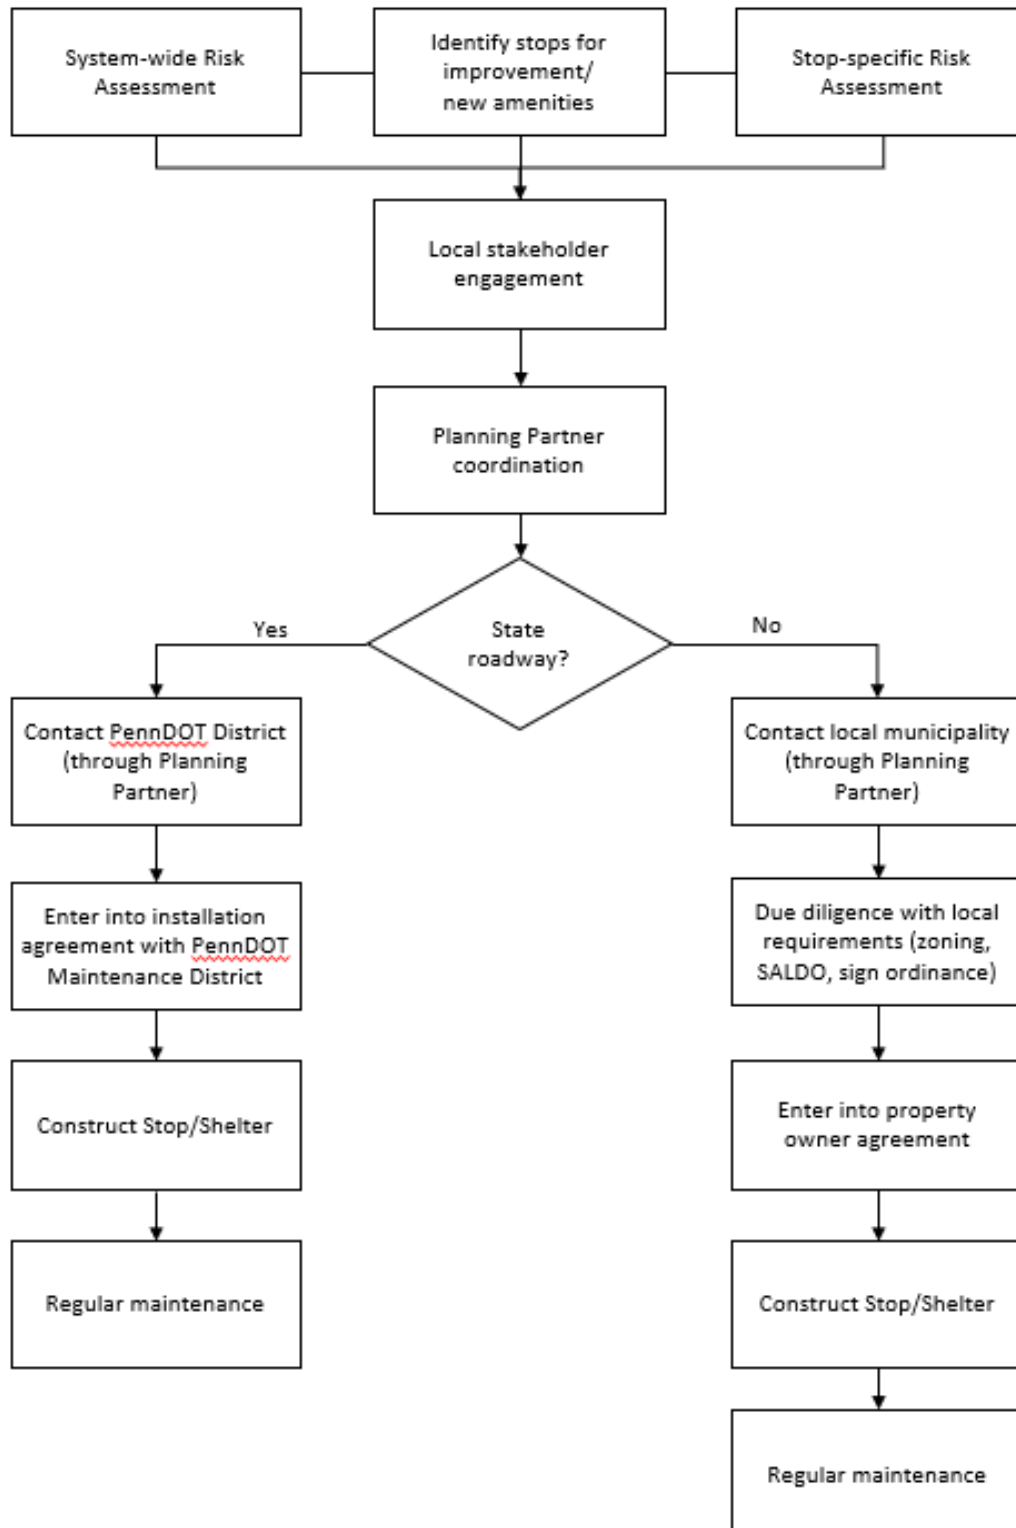 System-wide Risk
Assessment
Identify stops for
improvement/
new amenities
Stop-specific Risk
Assessment
Local stakeholder
engagement
Planning Partner
coordination
State
roadway?
Yes
No
Contact PennDOT District
(through Planning
Partner)
Contact local municipality
(through Planning
Partner)
Enter into installation
agreement with PennDOT
Maintenance District
Due diligence with local
requirements (zoning,
SALDO, sign ordinance)
Construct Stop/Shelter
Enter into property
owner agreement
Regular maintenance
Construct Stop/Shelter
Regular maintenance